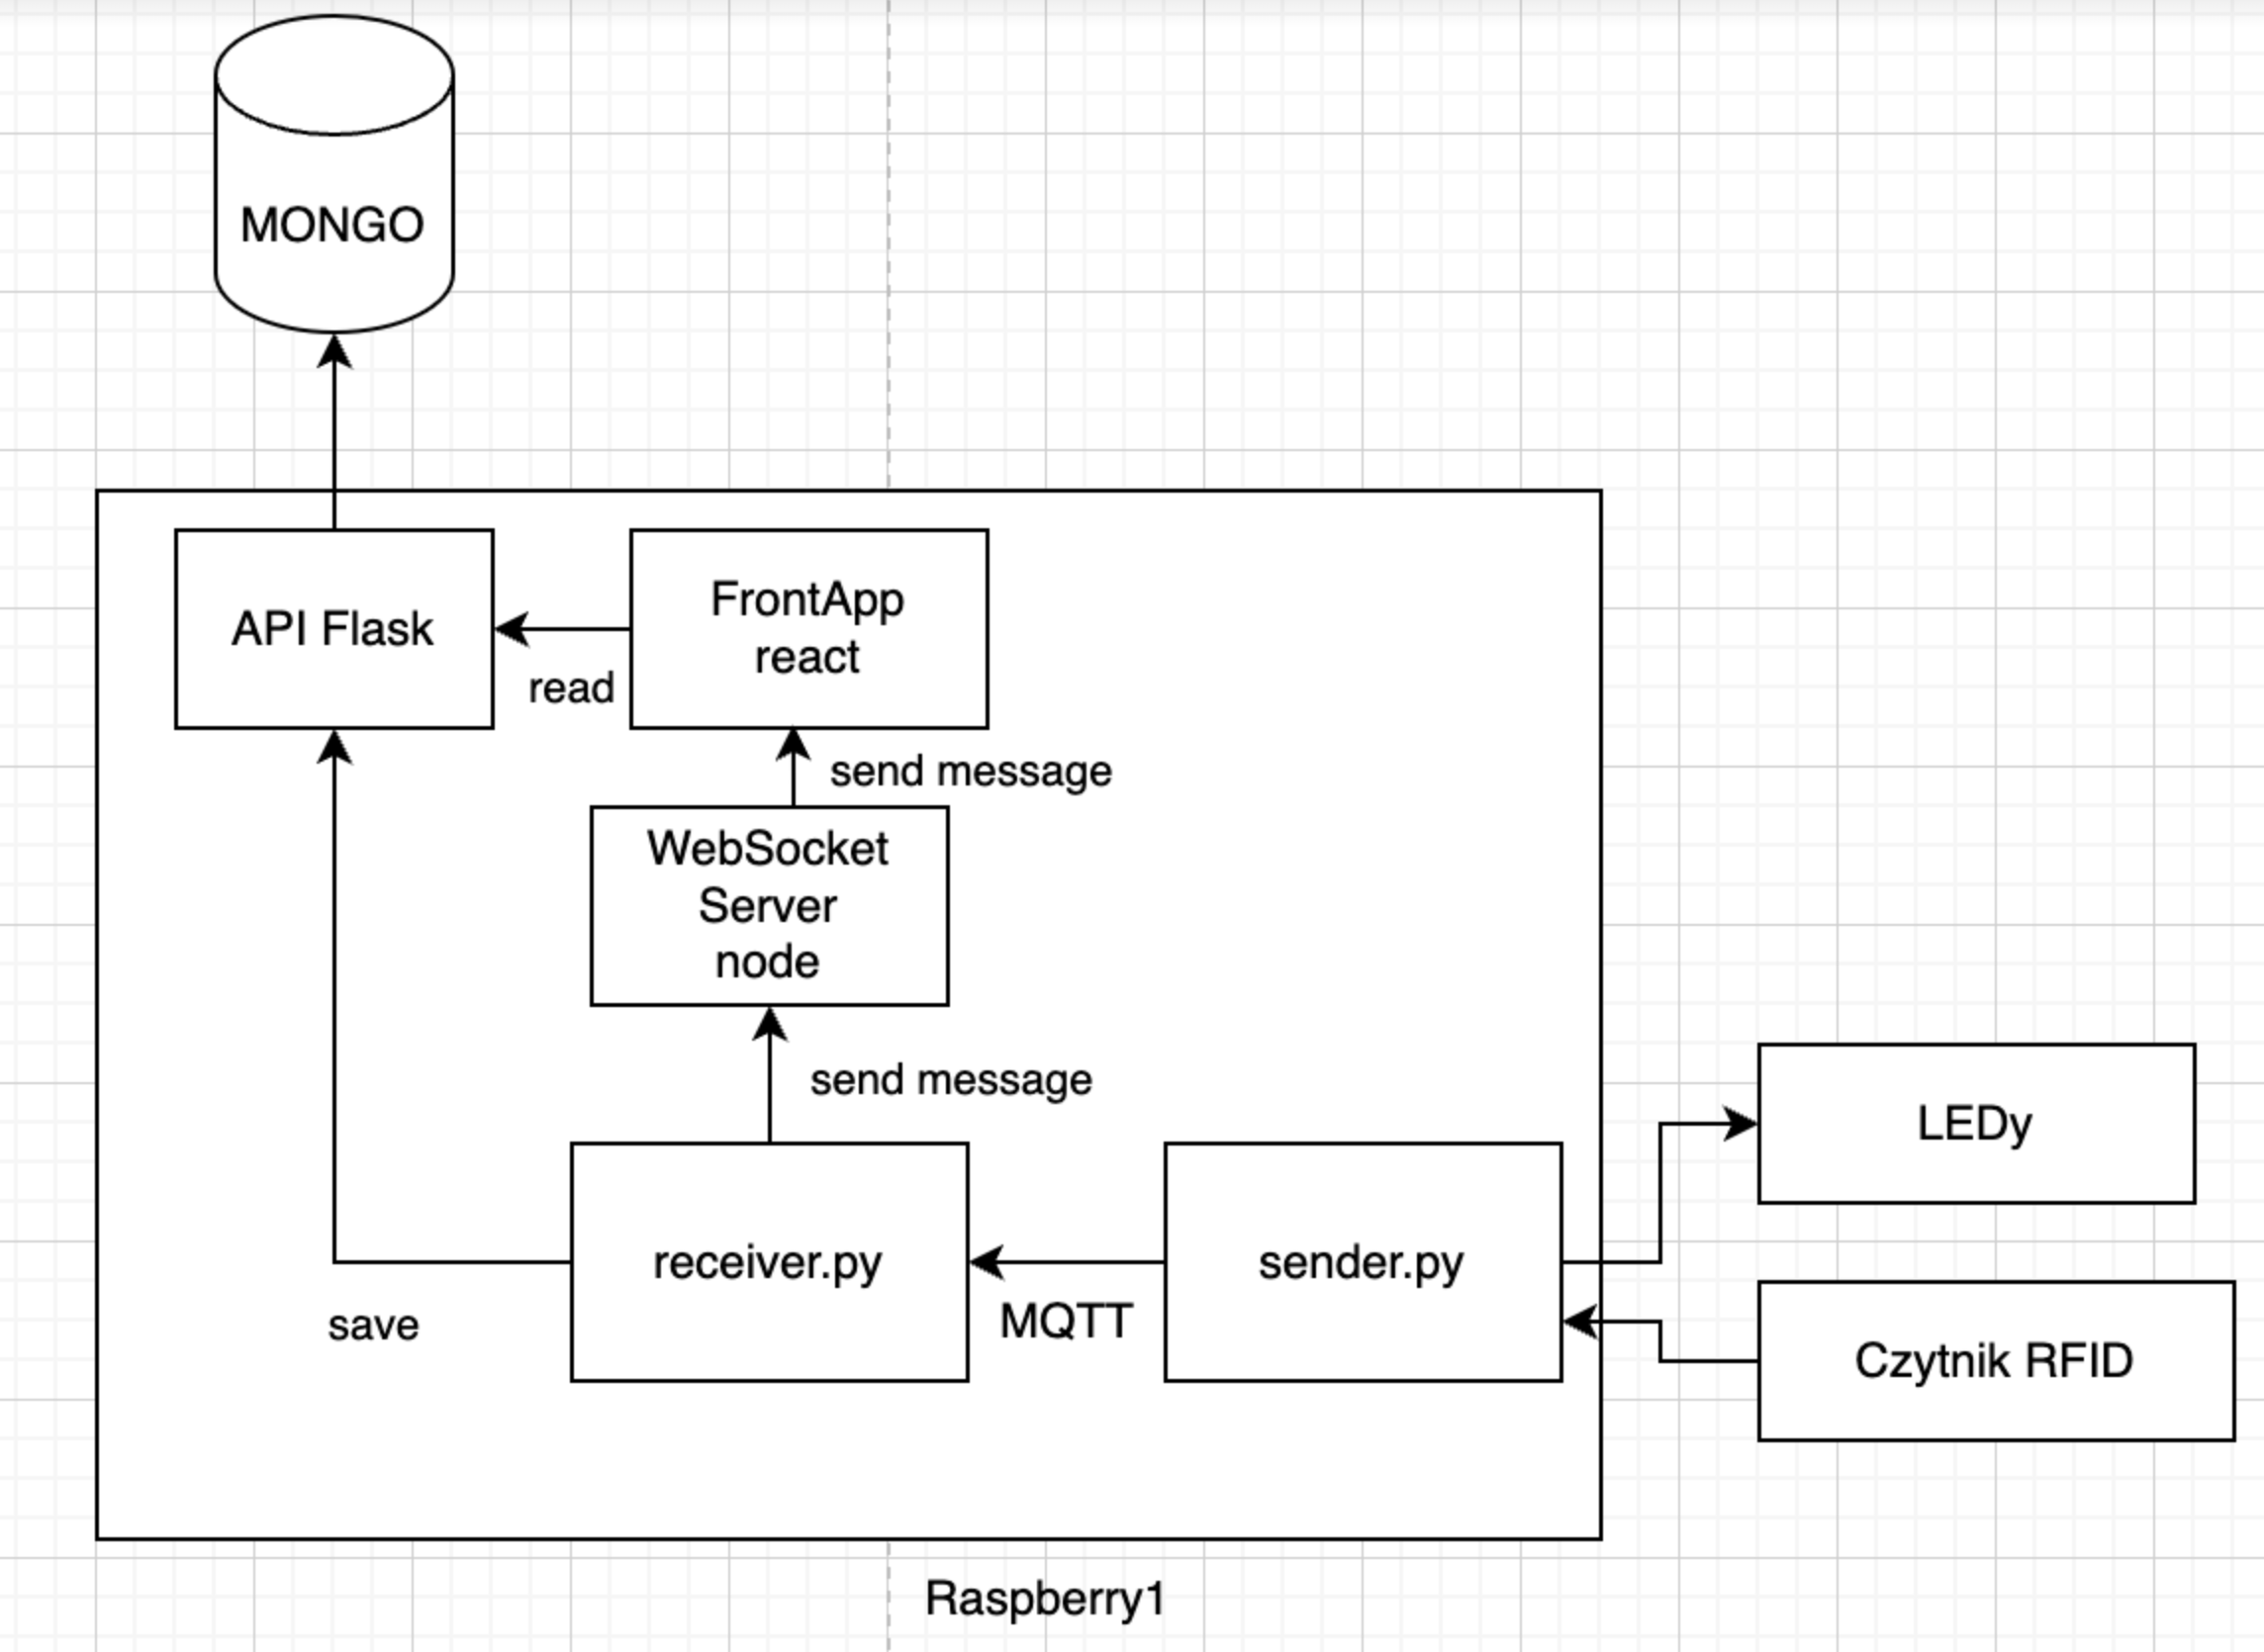 MONGO
API Flask
FrontApp
react
read
send message
WebSocket
Server
node
send message
LEDy
receiver.py
sender.py
MQTT
save
Czytnik RFID
Raspberry1